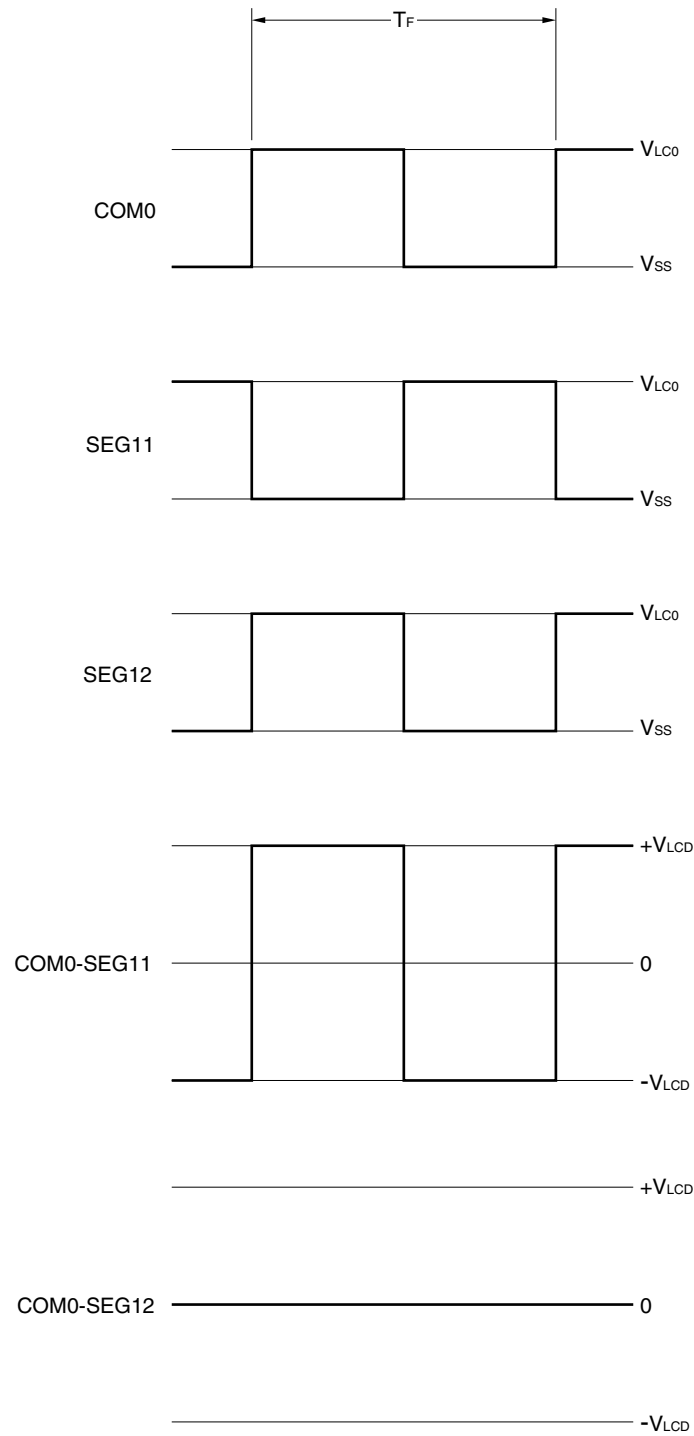 TF
VLC0
COM0
VSS
VLC0
SEG11
VSS
VLC0
SEG12
VSS
+VLCD
COM0-SEG11
0
-VLCD
+VLCD
COM0-SEG12
0
-VLCD